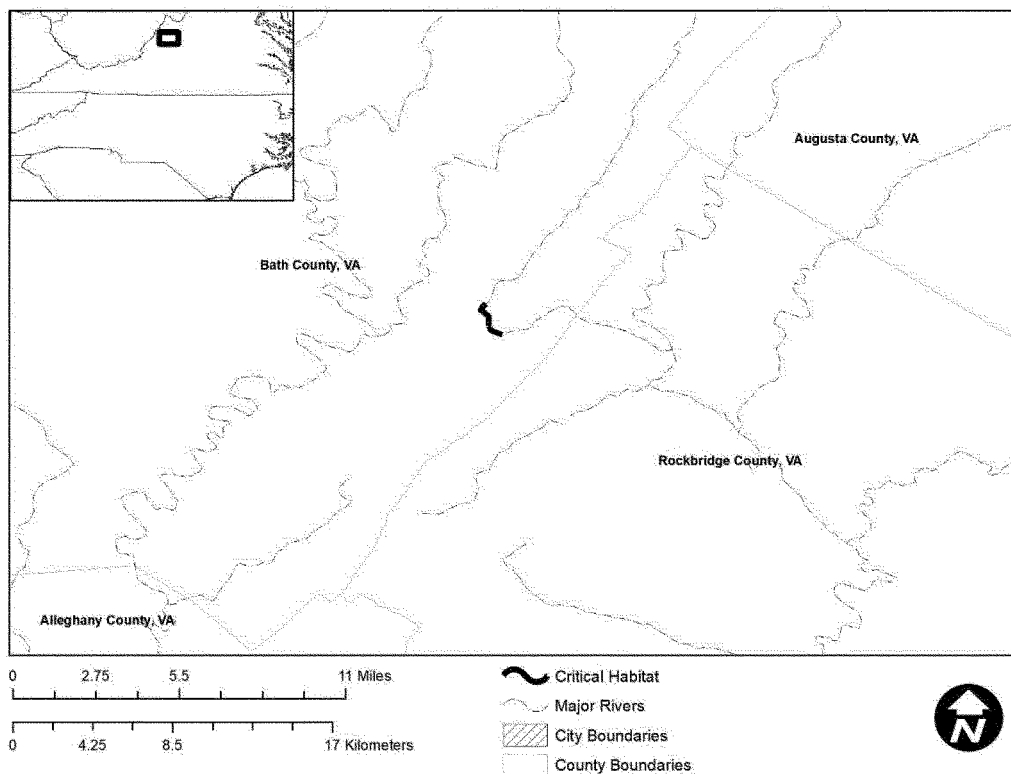 Augusta County, VA
Bath County, VA
Rockbridge County, VA
Alleghany County, VA
0 2.75 5.5 11 Miles
0 4.25 8.5 17 Kilometers
Critical Habitat
Major Rivers
City Boundaries
County Boundaries
N